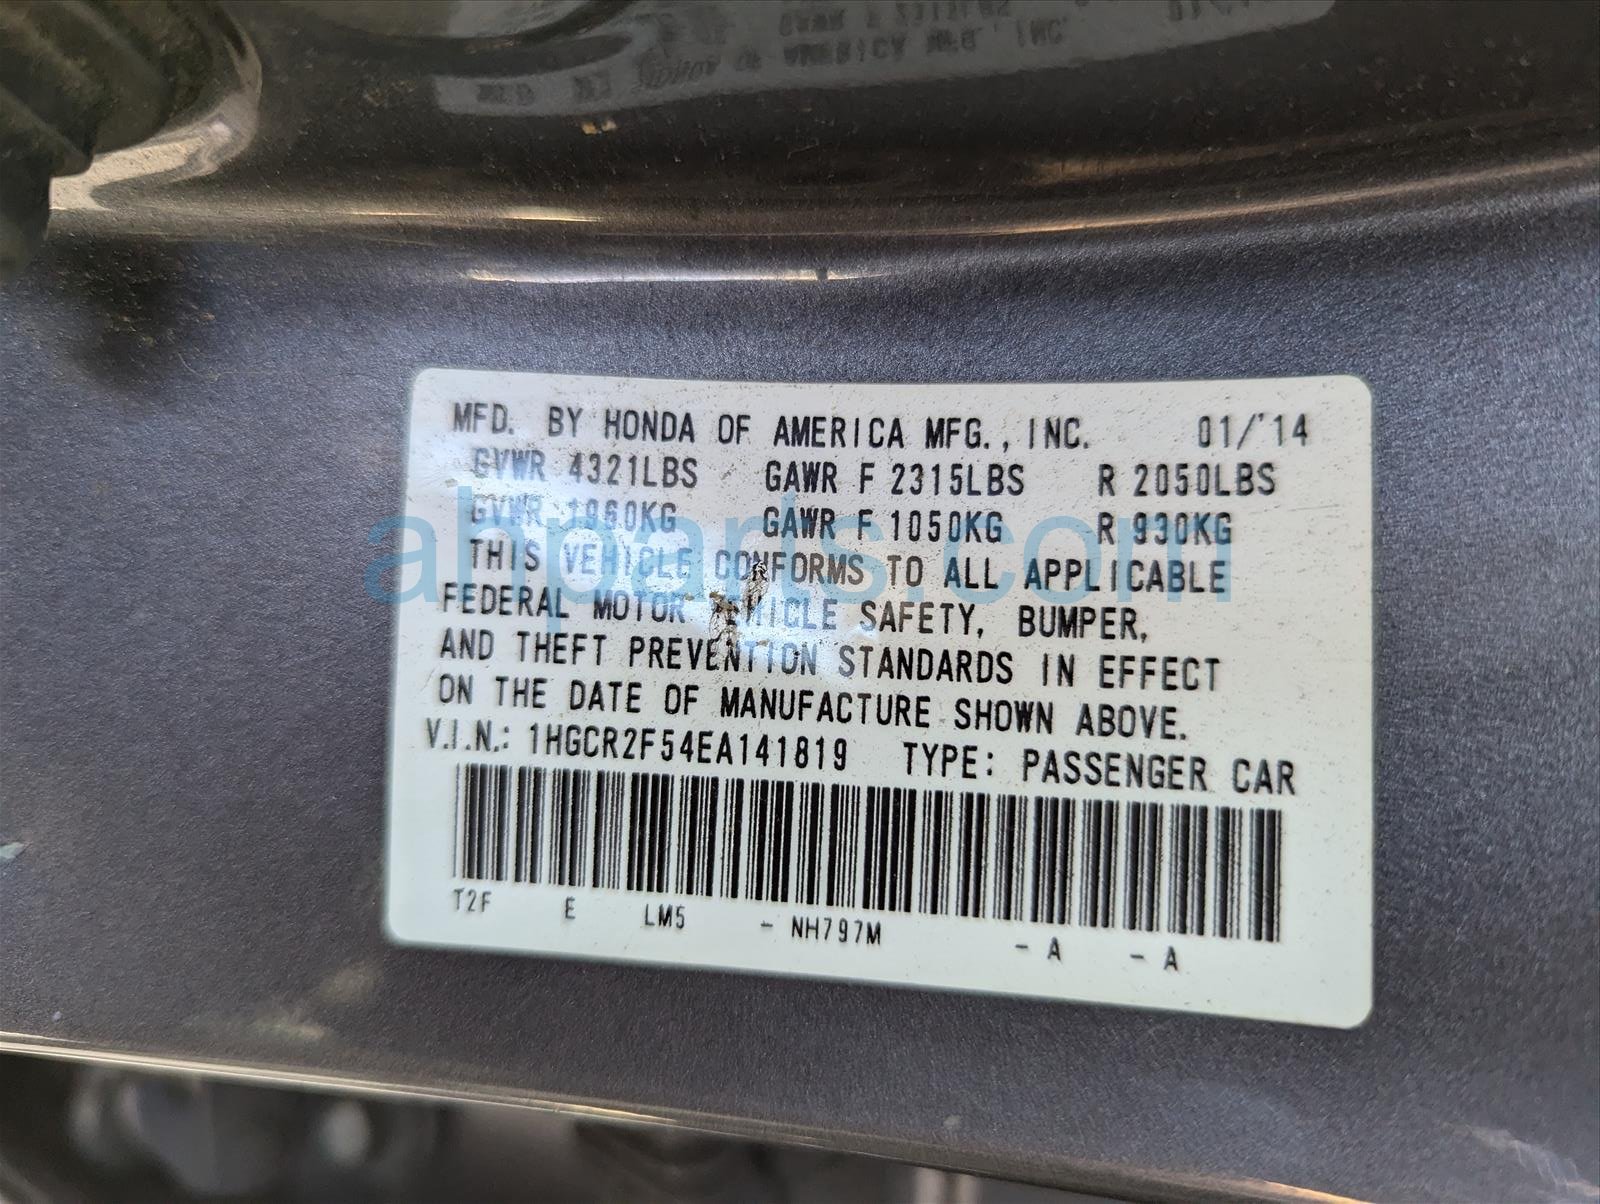 MFD. BY HONDA OF AMERICA MFG., INC. 01/'14
GVWR 4321LBS GAWR F 2315LBS R 2050LBS
GVWR 1960KG GAWR F 1050KG R 930KG
THIS VEHICLE CONFORMS TO ALL APPLICABLE
FEDERAL MOTOR VEHICLE SAFETY, BUMPER,
AND THEFT PREVENTION STANDARDS IN EFFECT
ON THE DATE OF MANUFACTURE SHOWN ABOVE.
V.I.N.: 1HGCR2F54EA141819 TYPE: PASSENGER CAR
T2F E LM5 - NH797M - A - A
ahparts.com